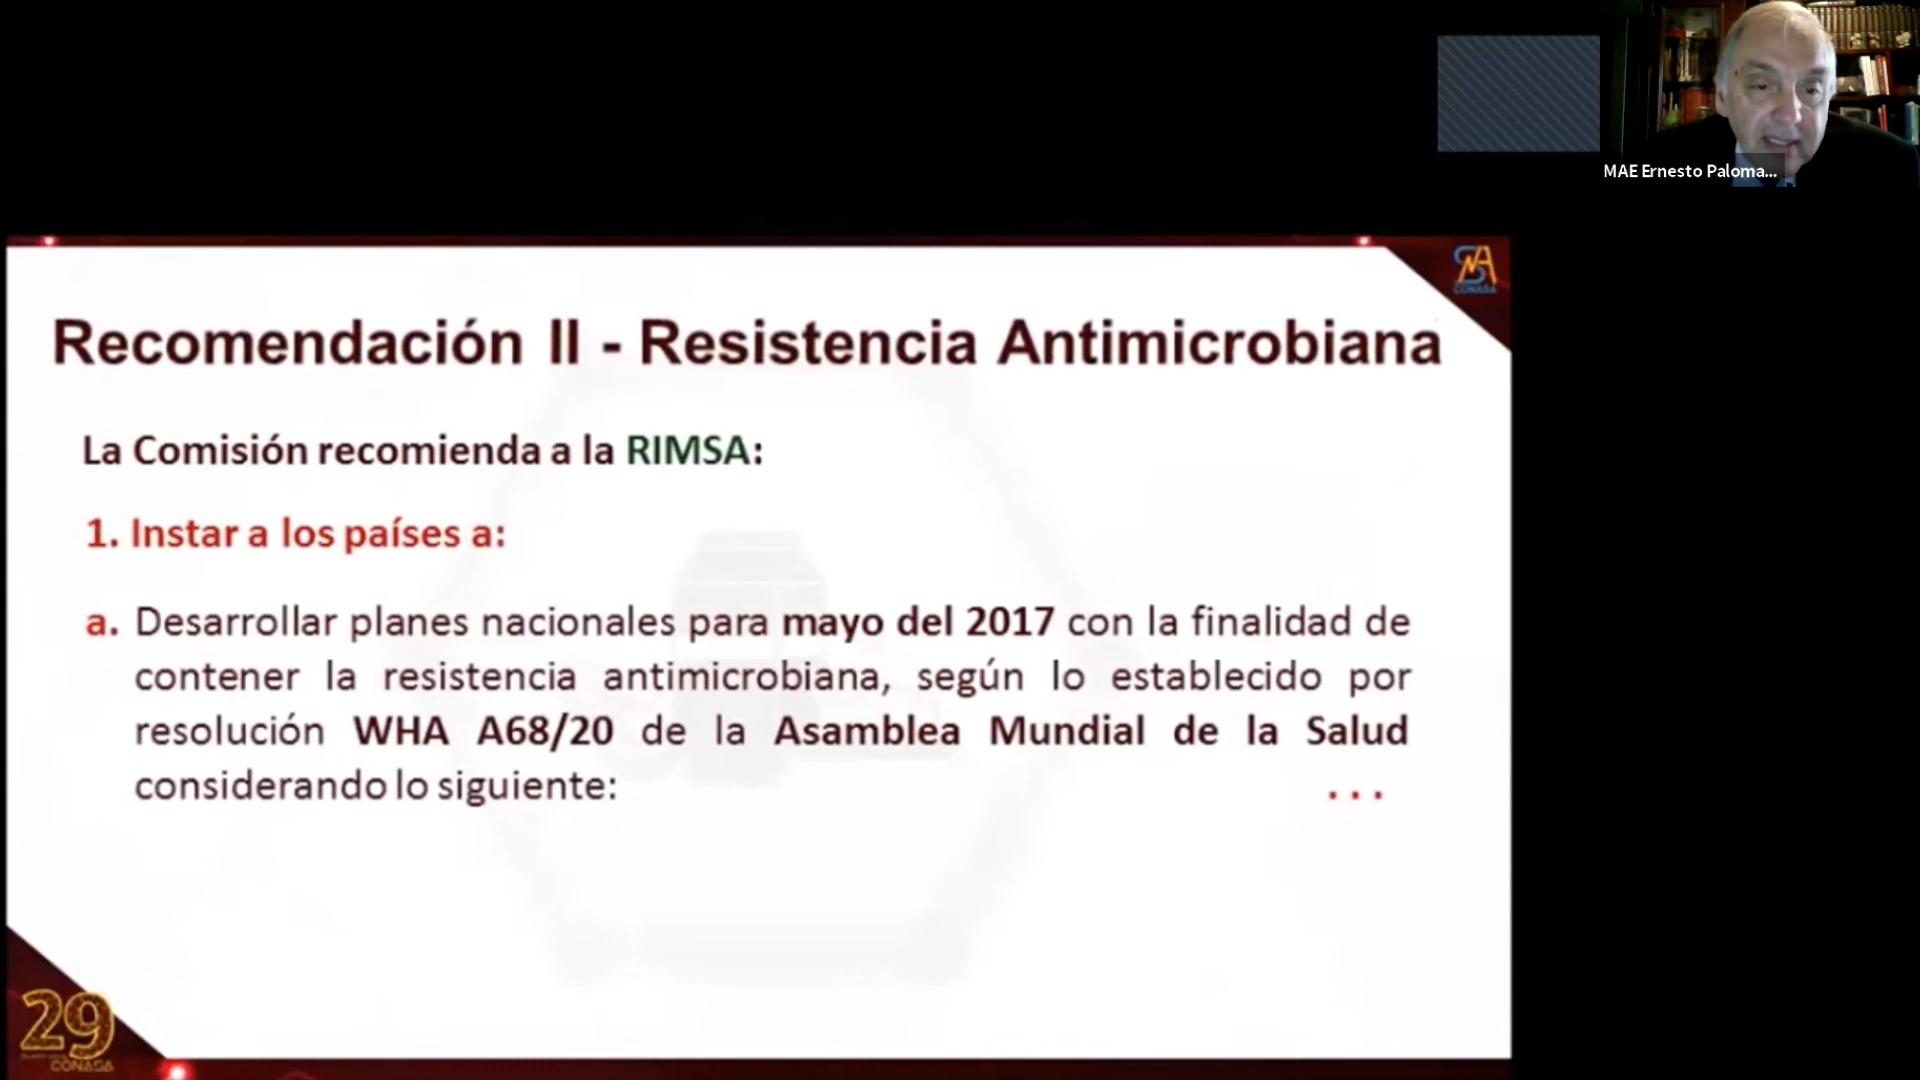 MAE Ernesto Paloma...
Recomendación II - Resistencia Antimicrobiana
La Comisión recomienda a la RIMSA:
1. Instar a los países a:
a. Desarrollar planes nacionales para mayo del 2017 con la finalidad de
contener la resistencia antimicrobiana, según lo establecido por
resolución WHA A68/20 de la Asamblea Mundial de la Salud
considerando lo siguiente:
...
29
CONASA